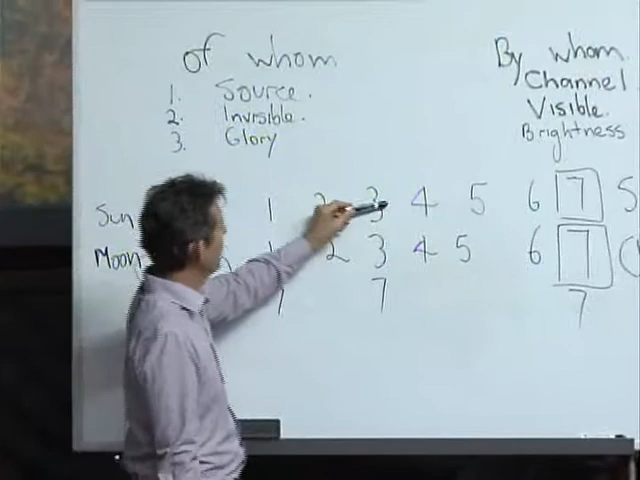 of whom
1. Source.
2. Invisible.
3. Glory
By whom.
Channel
Visible.
Brightness
Sun 1 2 3 4 5 6 7 S
Moon 1 2 3 4 5 6 7
7 7 7